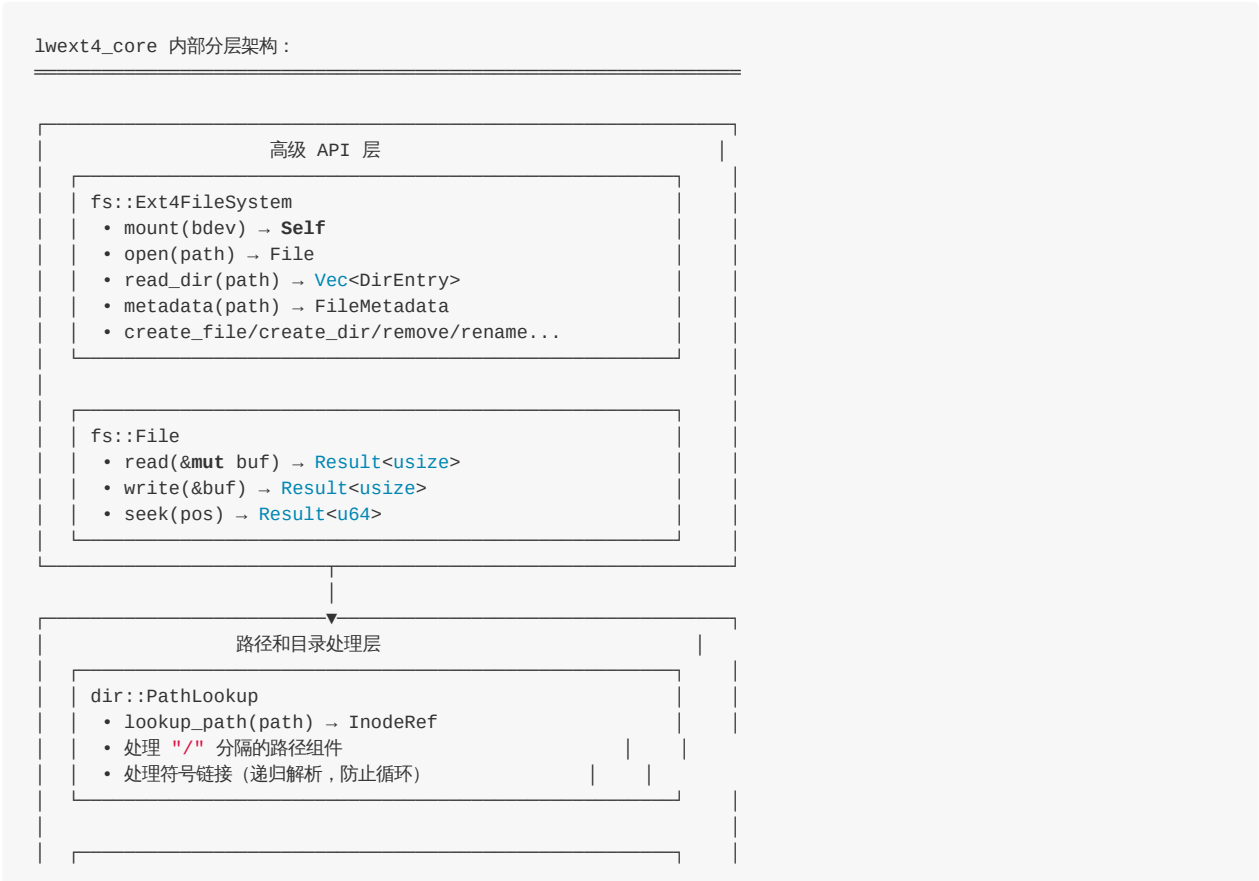 lwext4_core 内部分层架构：
高级 API 层
fs::Ext4FileSystem
• mount(bdev) → Self
• open(path) → File
• read_dir(path) → Vec<DirEntry>
• metadata(path) → FileMetadata
• create_file/create_dir/remove/rename...
fs::File
• read(&mut buf) → Result<usize>
• write(&buf) → Result<usize>
• seek(pos) → Result<u64>
路径和目录处理层
dir::PathLookup
• lookup_path(path) → InodeRef
• 处理 "/" 分隔的路径组件
• 处理符号链接（递归解析，防止循环）